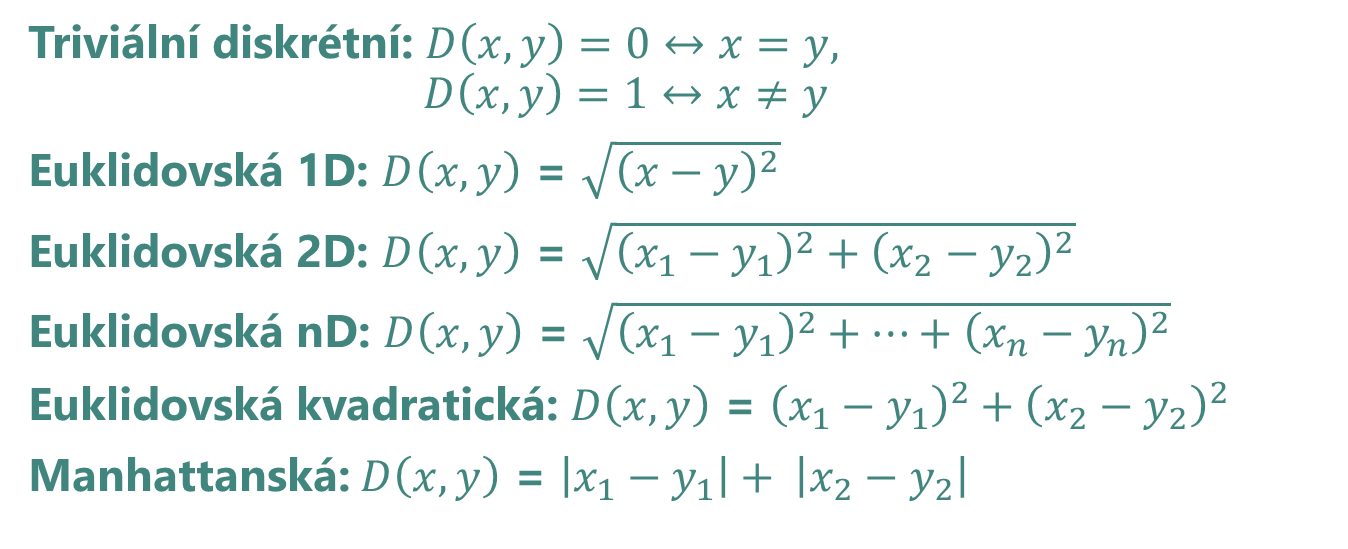 Triviální diskrétní: D(x, y) = 0 ↔ x = y,
D(x, y) = 1 ↔ x ≠ y
Euklidovská 1D: D(x, y) = √(x − y)²
Euklidovská 2D: D(x, y) = √(x₁ − y₁)² + (x₂ − y₂)²
Euklidovská nD: D(x, y) = √(x₁ − y₁)² + ⋯ + (xₙ − yₙ)²
Euklidovská kvadratická: D(x, y) = (x₁ − y₁)² + (x₂ − y₂)²
Manhattanská: D(x, y) = |x₁ − y₁| + |x₂ − y₂|